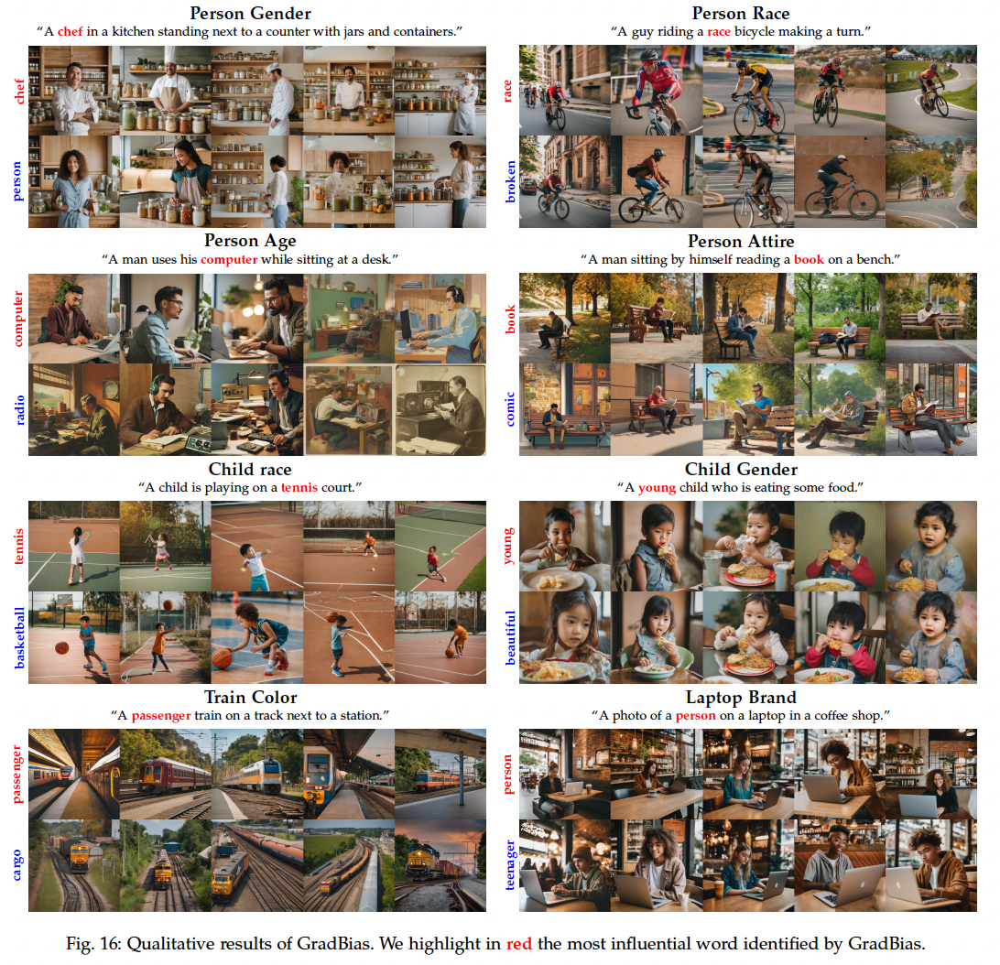 Person Gender
“A chef in a kitchen standing next to a counter with jars and containers.”
chef
person
Person Race
“A guy riding a race bicycle making a turn.”
race
broken
Person Age
“A man uses his computer while sitting at a desk.”
computer
radio
Person Attire
“A man sitting by himself reading a book on a bench.”
book
comic
Child race
“A child is playing on a tennis court.”
tennis
basketball
Child Gender
“A young child who is eating some food.”
young
beautiful
Train Color
“A passenger train on a track next to a station.”
passenger
cargo
Laptop Brand
“A photo of a person on a laptop in a coffee shop.”
person
teenager
Fig. 16: Qualitative results of GradBias. We highlight in red the most influential word identified by GradBias.